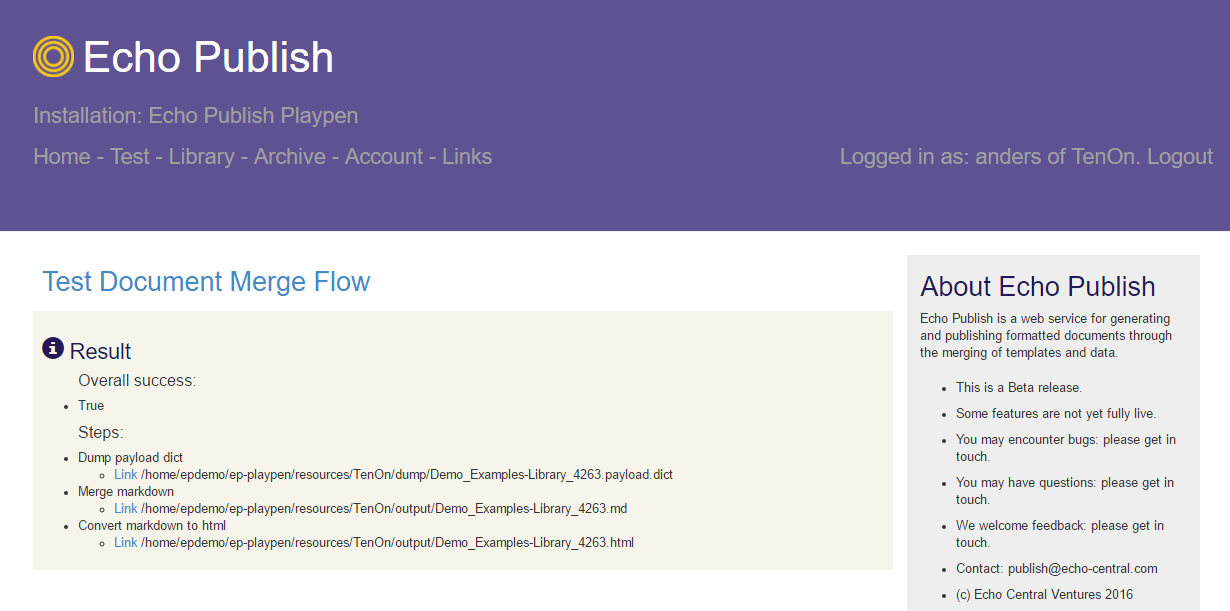 Echo Publish
Installation: Echo Publish Playpen
Home - Test - Library - Archive - Account - Links
Logged in as: anders of TenOn. Logout
Test Document Merge Flow
Result
Overall success:
True
Steps:
Dump payload dict
Link /home/epdemo/ep-playpen/resources/TenOn/dump/Demo_Examples-Library_4263.payload.dict
Merge markdown
Link /home/epdemo/ep-playpen/resources/TenOn/output/Demo_Examples-Library_4263.md
Convert markdown to html
Link /home/epdemo/ep-playpen/resources/TenOn/output/Demo_Examples-Library_4263.html
About Echo Publish
Echo Publish is a web service for generating
and publishing formatted documents through
the merging of templates and data.
This is a Beta release.
Some features are not yet fully live.
You may encounter bugs: please get in
touch.
You may have questions: please get in
touch.
We welcome feedback: please get in
touch.
Contact: publish@echo-central.com
(c) Echo Central Ventures 2016